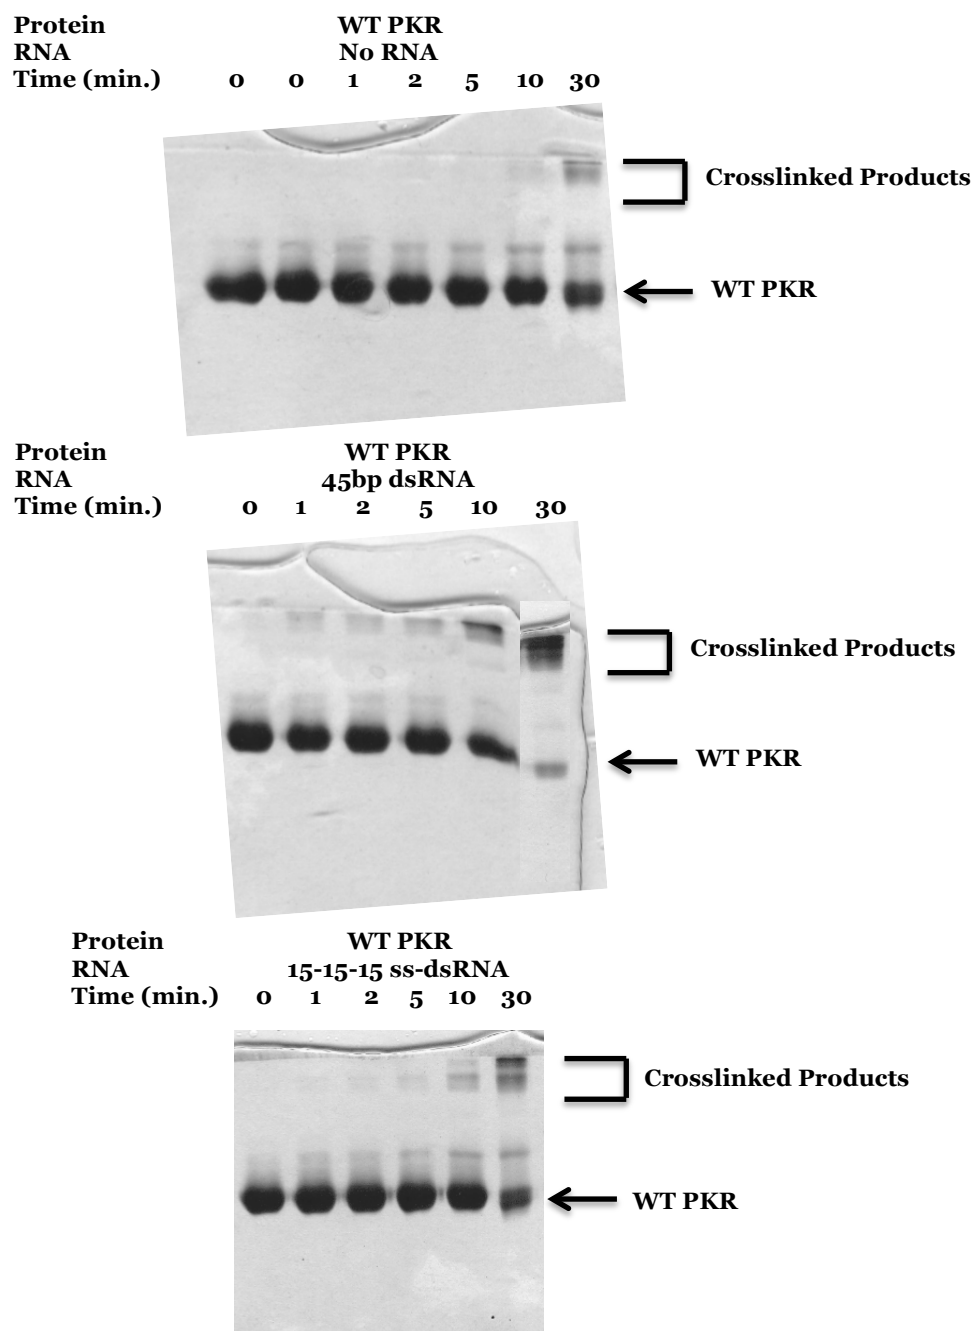 Protein WT PKR
RNA No RNA
Time (min.) 0 0 1 2 5 10 30
Crosslinked Products
WT PKR
Protein WT PKR
RNA 45bp dsRNA
Time (min.) 0 1 2 5 10 30
Crosslinked Products
WT PKR
Protein WT PKR
RNA 15-15-15 ss-dsRNA
Time (min.) 0 1 2 5 10 30
Crosslinked Products
WT PKR